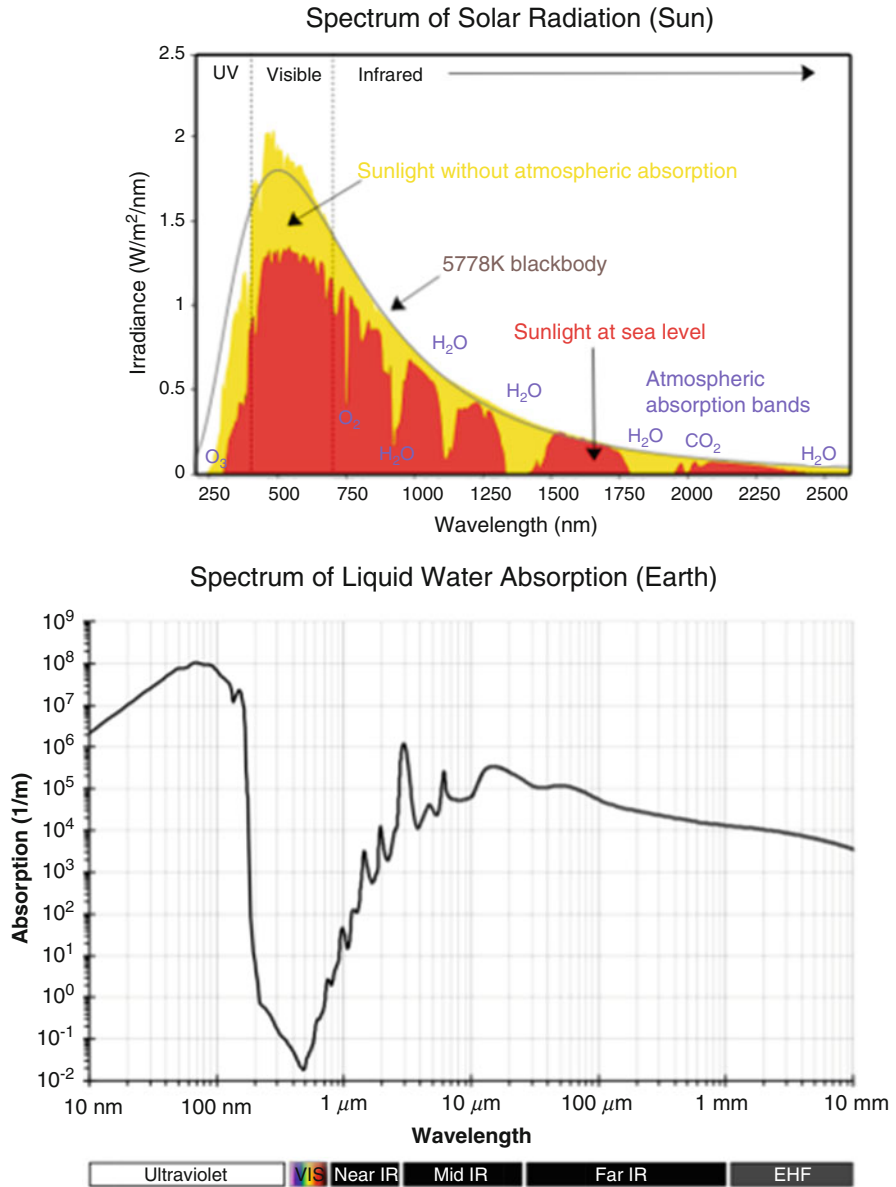 Spectrum of Solar Radiation (Sun)
2.5
UV Visible Infrared
2
Sunlight without atmospheric absorption
1.5
5778K blackbody
Irradiance (W/m²/nm)
1
Sunlight at sea level
H₂O
H₂O
Atmospheric
absorption bands
0.5
O₂
H₂O
CO₂
O₃
H₂O
H₂O
0
250 500 750 1000 1250 1500 1750 2000 2250 2500
Wavelength (nm)
Spectrum of Liquid Water Absorption (Earth)
10⁹
10⁸
10⁷
10⁶
10⁵
10⁴
10³
10²
10¹
10⁰
10⁻¹
10⁻²
Absorption (1/m)
10 nm 100 nm 1 μm 10 μm 100 μm 1 mm 10 mm
Wavelength
Ultraviolet VIS Near IR Mid IR Far IR EHF